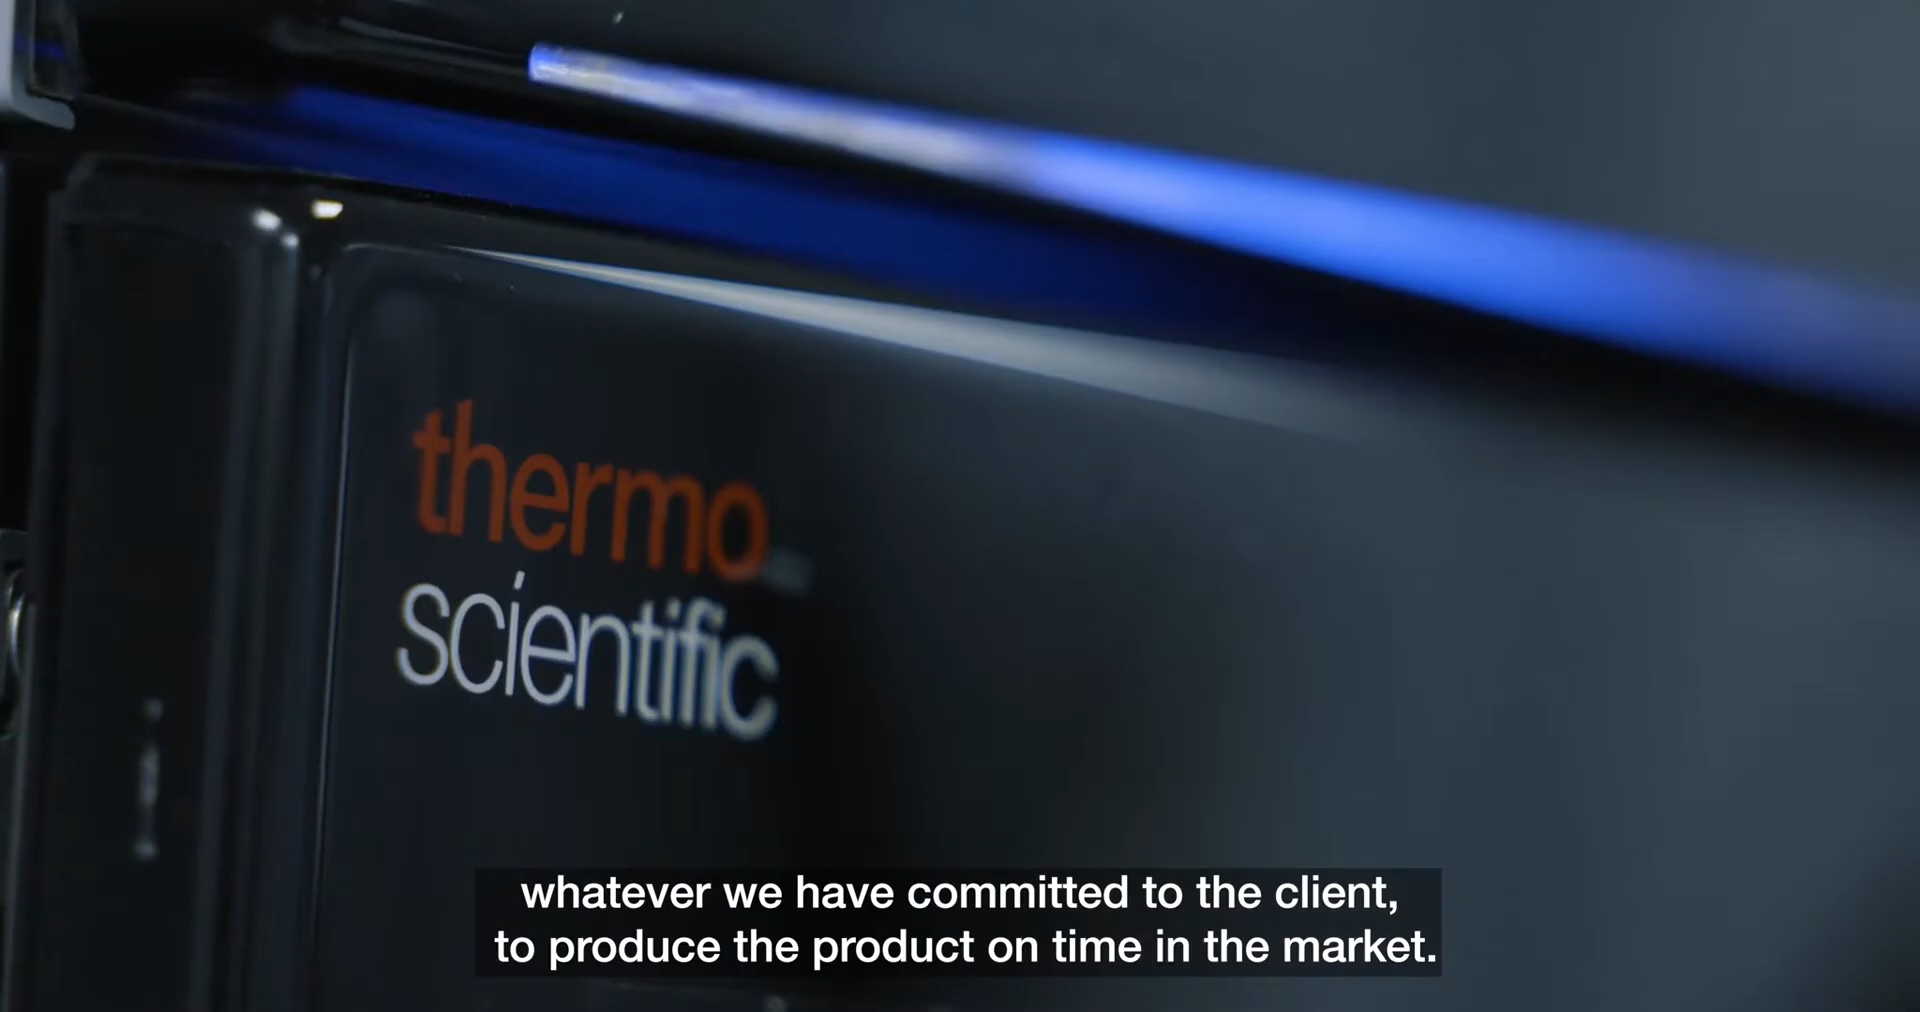 thermo
scientific
whatever we have committed to the client,
to produce the product on time in the market.